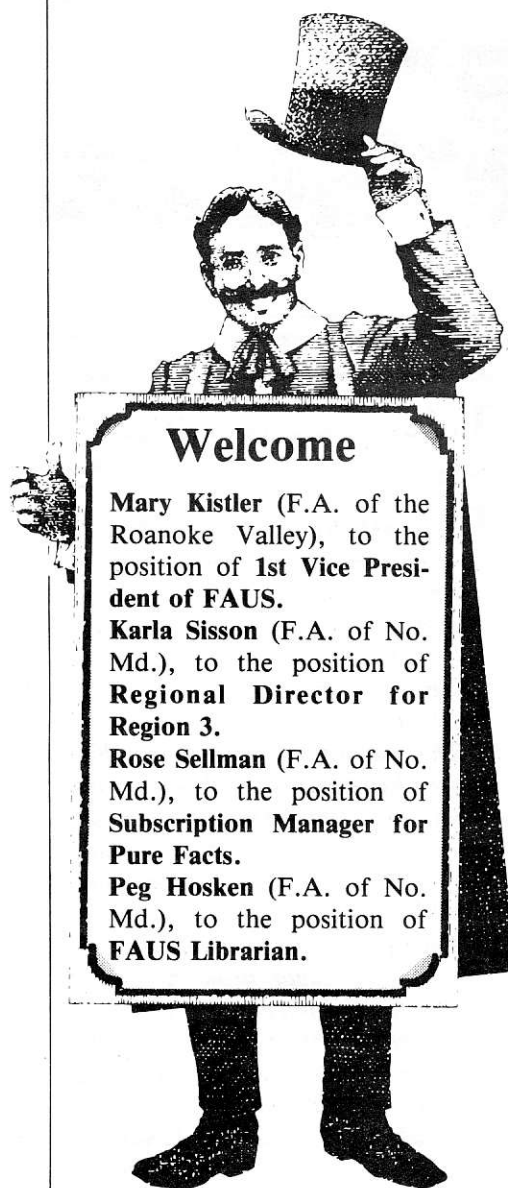 Welcome
Mary Kistler (F.A. of the
Roanoke Valley), to the
position of 1st Vice Presi-
dent of FAUS.
Karla Sisson (F.A. of No.
Md.), to the position of
Regional Director for
Region 3.
Rose Sellman (F.A. of No.
Md.), to the position of
Subscription Manager for
Pure Facts.
Peg Hosken (F.A. of No.
Md.), to the position of
FAUS Librarian.